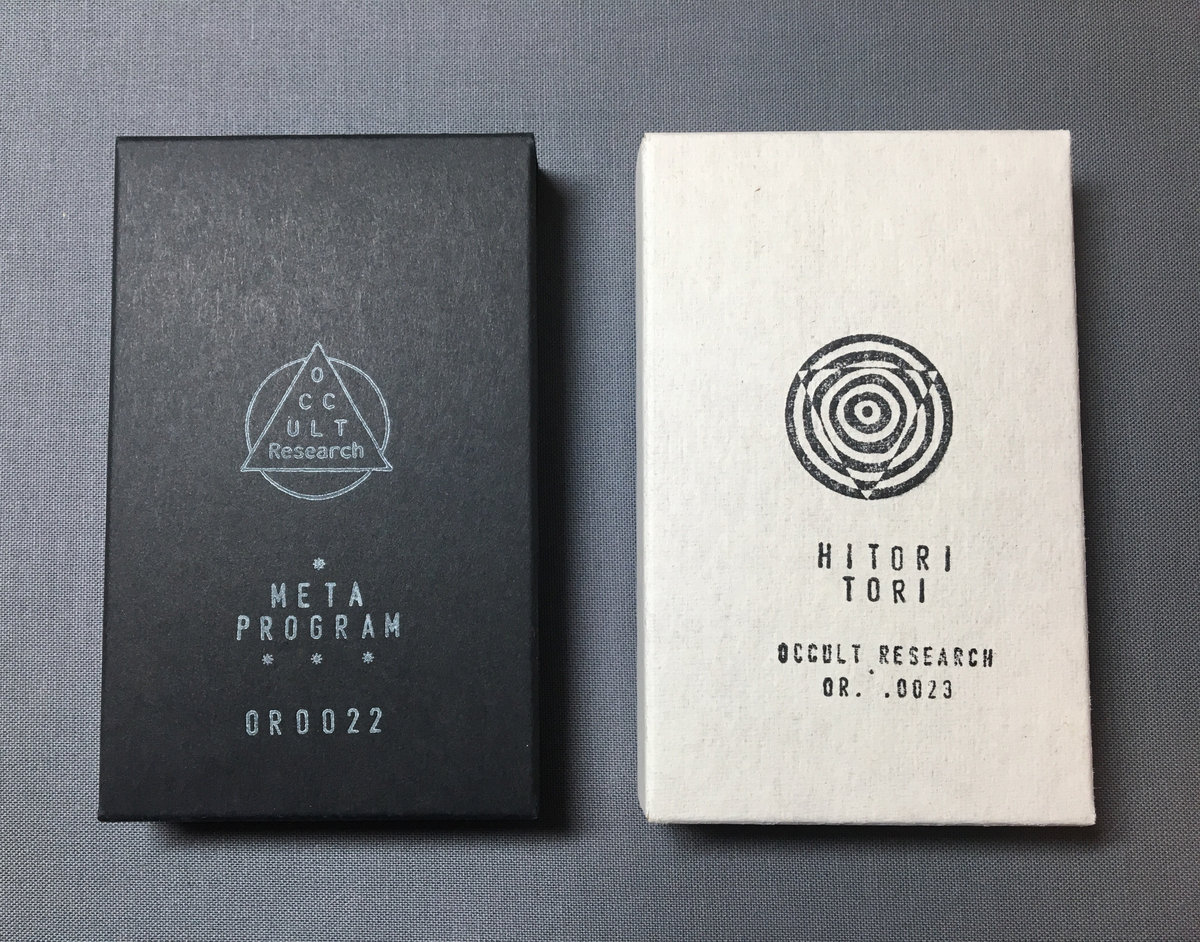 O
CC
ULT
Research
META
PROGRAM
OR0022
HITORI
TORI
OCCULT RESEARCH
OR. .0023